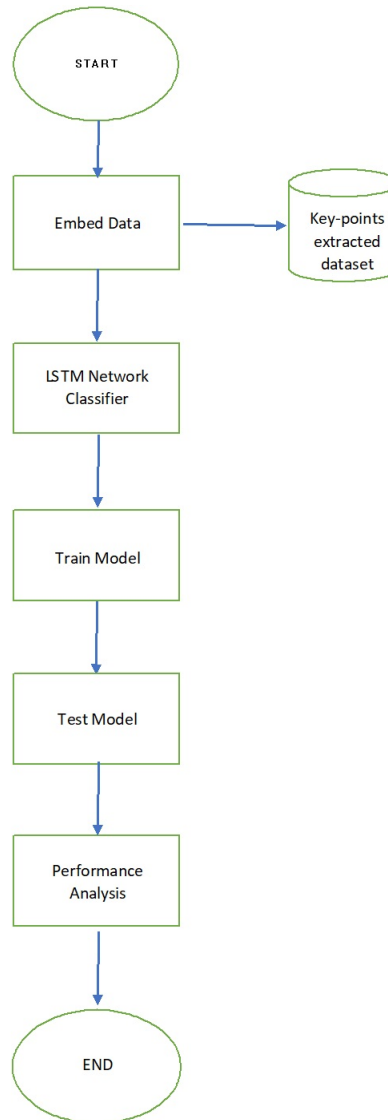 START
Embed Data
Key-points
extracted
dataset
LSTM Network
Classifier
Train Model
Test Model
Performance
Analysis
END